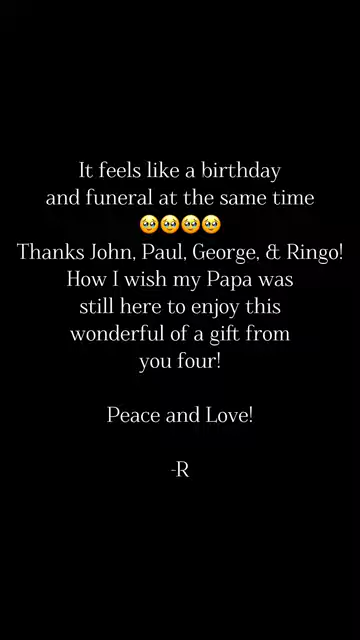 It feels like a birthday
and funeral at the same time
🥹🥹🥹🥹
Thanks John, Paul, George, & Ringo!
How I wish my Papa was
still here to enjoy this
wonderful of a gift from
you four!
Peace and Love!
-R